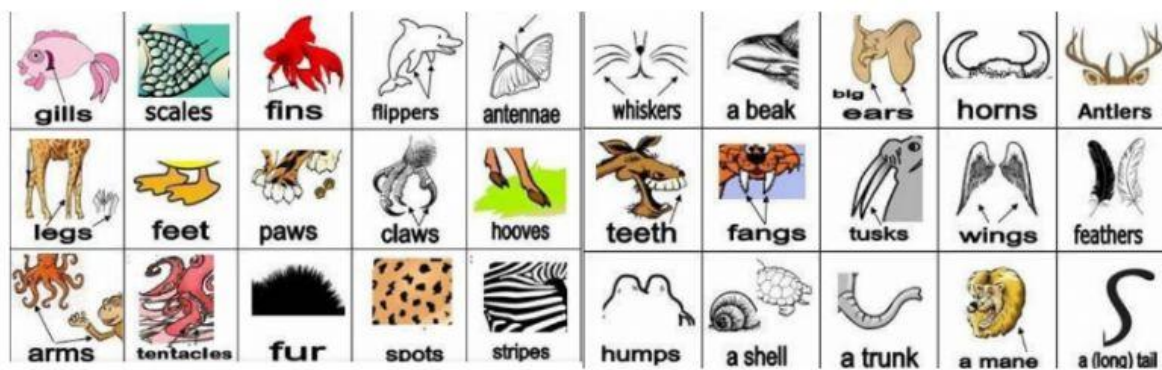 gills scales fins flippers antennae whiskers a beak big ears horns Antlers
legs feet paws claws hooves teeth fangs tusks wings feathers
arms tentacles fur spots stripes humps a shell a trunk a mane a (long) tail